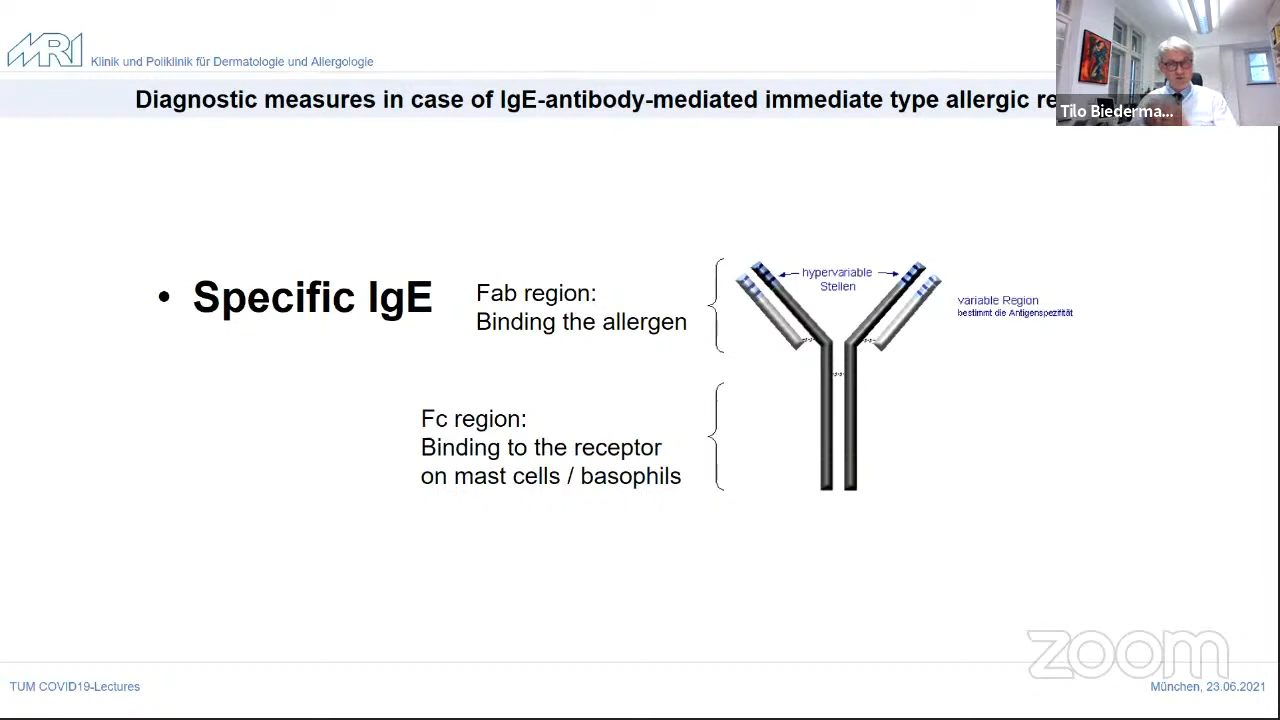 MRI
Klinik und Poliklinik für Dermatologie und Allergologie
Diagnostic measures in case of IgE-antibody-mediated immediate type allergic re
Tilo Biederma...
• Specific IgE
Fab region:
Binding the allergen
hypervariable
Stellen
variable Region
bestimmt die Antigenspezifität
Fc region:
Binding to the receptor
on mast cells / basophils
zoom
TUM COVID19-Lectures
München, 23.06.2021